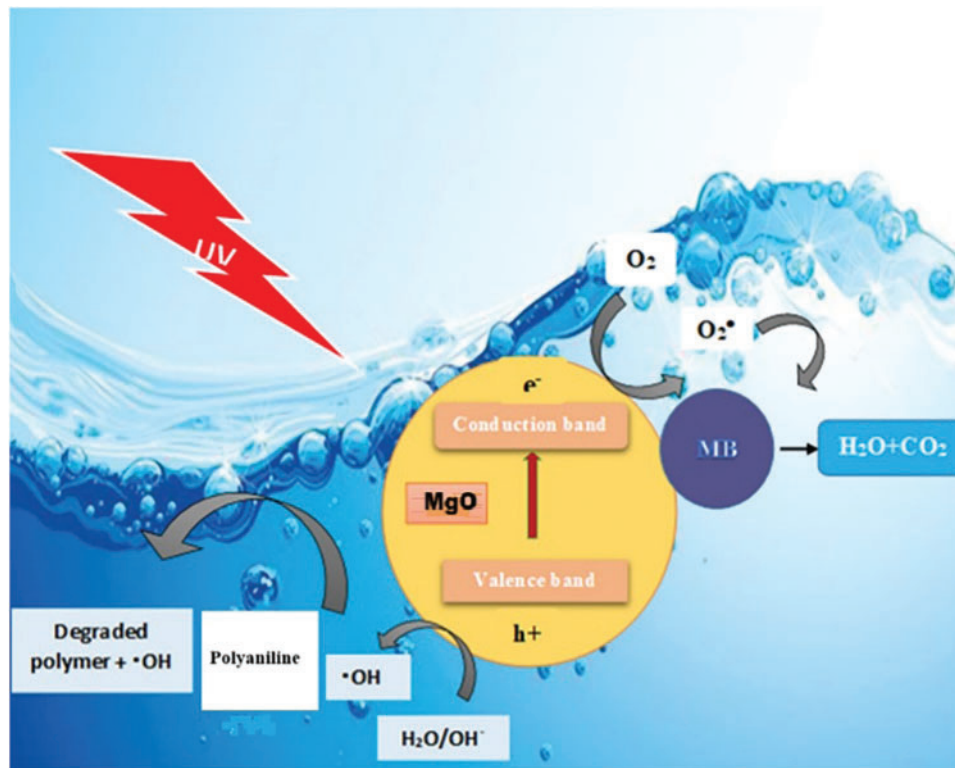 UV
O₂
O₂•
e⁻
Conduction band
MB
H₂O+CO₂
MgO
Valence band
h+
Degraded
polymer + •OH
Polyaniline
•OH
H₂O/OH⁻